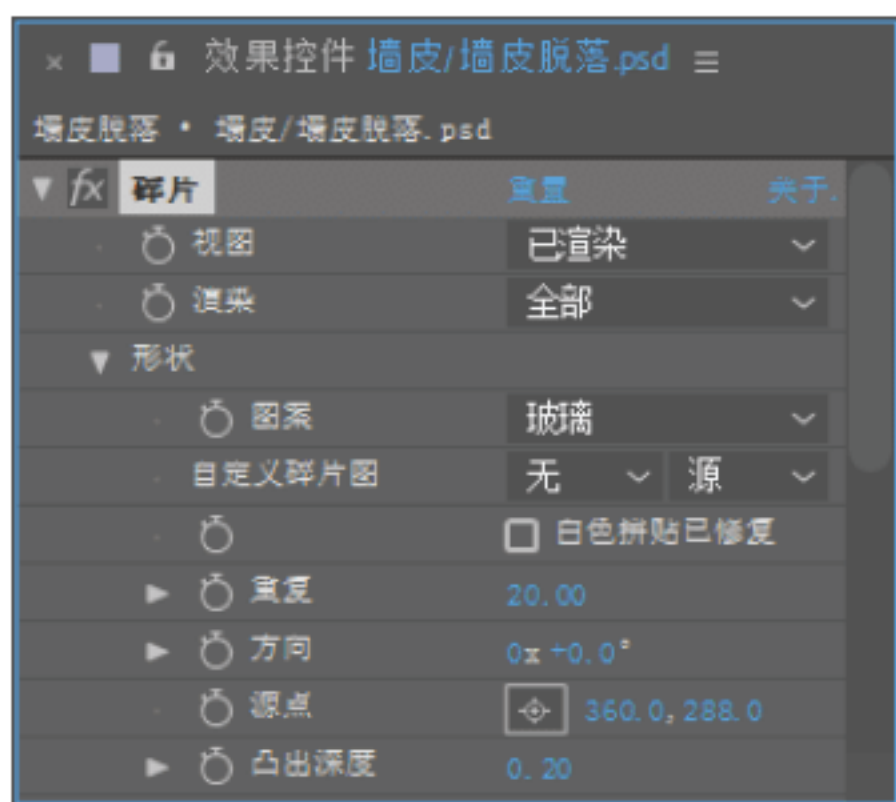 效果控件 墙皮/墙皮脱落.psd
墙皮脱落 • 墙皮/墙皮脱落.psd
fx 碎片 重置 关于.
视图 已渲染
渲染 全部
形状
图案 玻璃
自定义碎片图 无 源
白色拼贴已修复
重复 20.00
方向 0x +0.0°
源点 360.0, 288.0
凸出深度 0.20